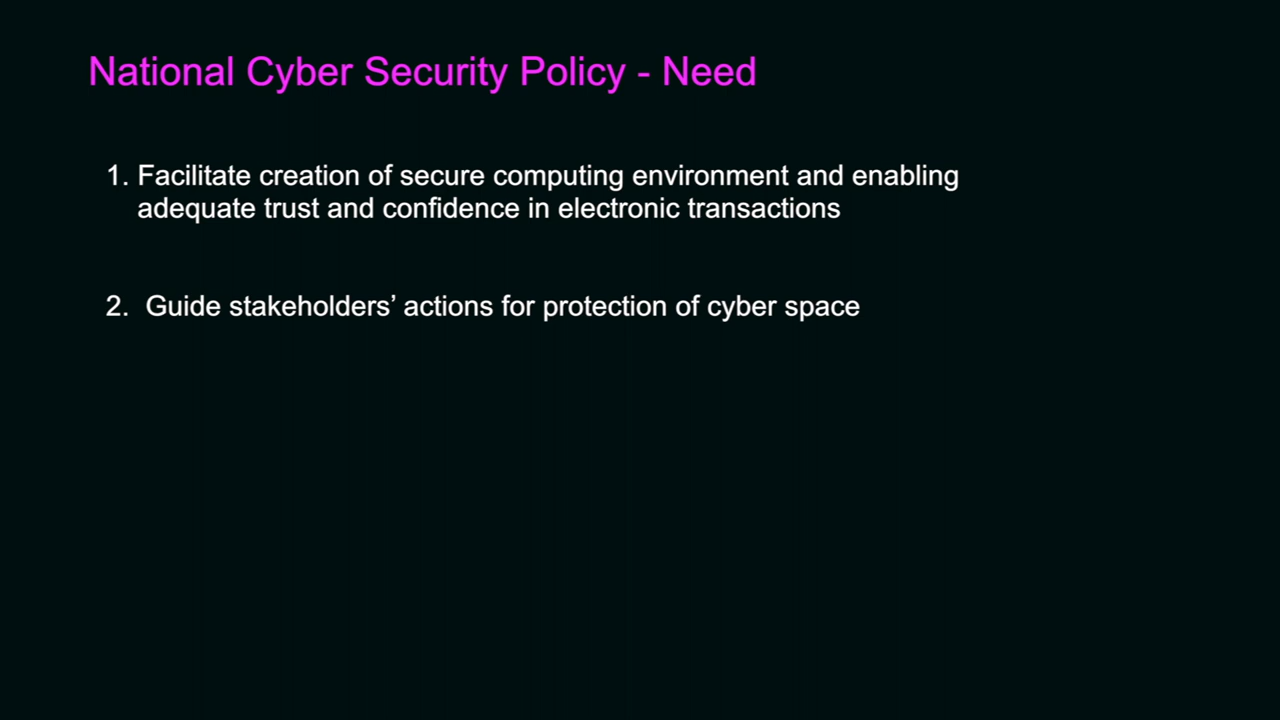 National Cyber Security Policy - Need
1. Facilitate creation of secure computing environment and enabling
adequate trust and confidence in electronic transactions
2. Guide stakeholders’ actions for protection of cyber space